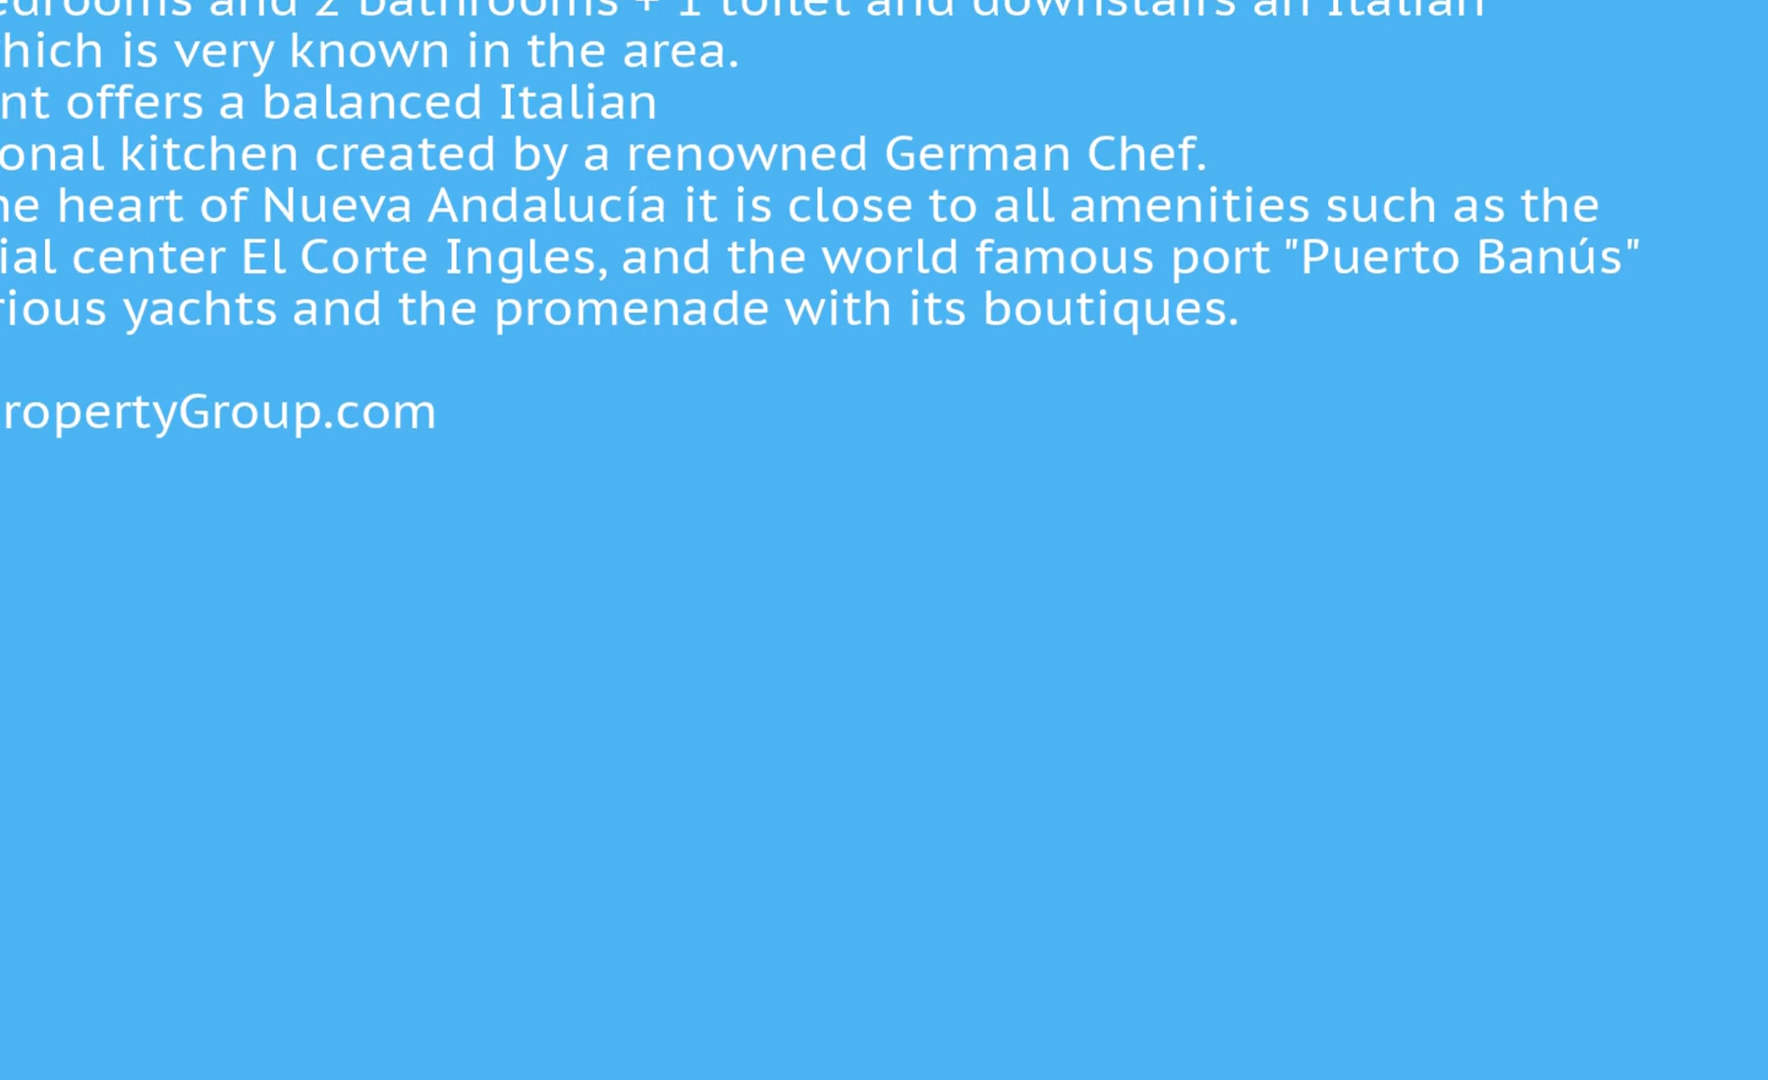 edrooms and 2 bathrooms + 1 toilet and downstairs an Italian
hich is very known in the area.
nt offers a balanced Italian
onal kitchen created by a renowned German Chef.
he heart of Nueva Andalucía it is close to all amenities such as the
ial center El Corte Ingles, and the world famous port "Puerto Banús"
rious yachts and the promenade with its boutiques.
ropertyGroup.com